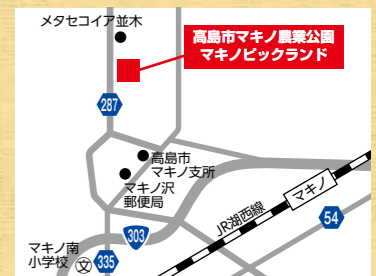 メタセコイア並木
高島市マキノ農業公園
マキノピックランド
287
高島市
マキノ支所
マキノ沢
郵便局
マキノ
JR湖西線
54
303
マキノ南
小学校
文
335